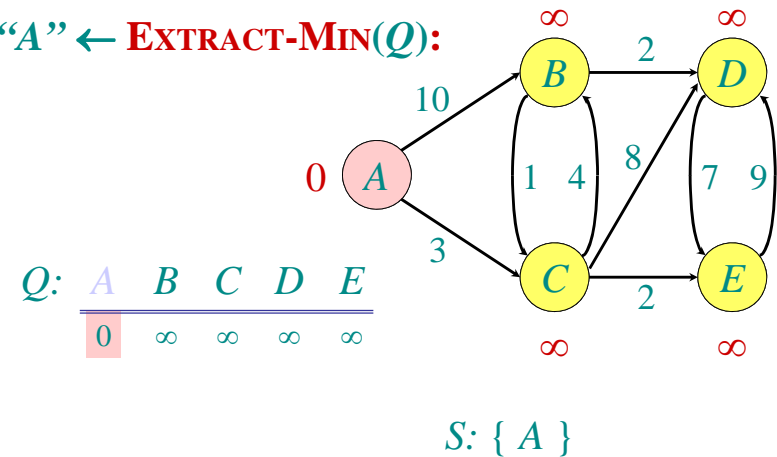 “A” ← EXTRACT-MIN(Q):
∞ ∞
B 2 D
10
0 A
1 4 8 7 9
3
Q: A B C D E
C 2 E
0 ∞ ∞ ∞ ∞
∞ ∞
S: { A }